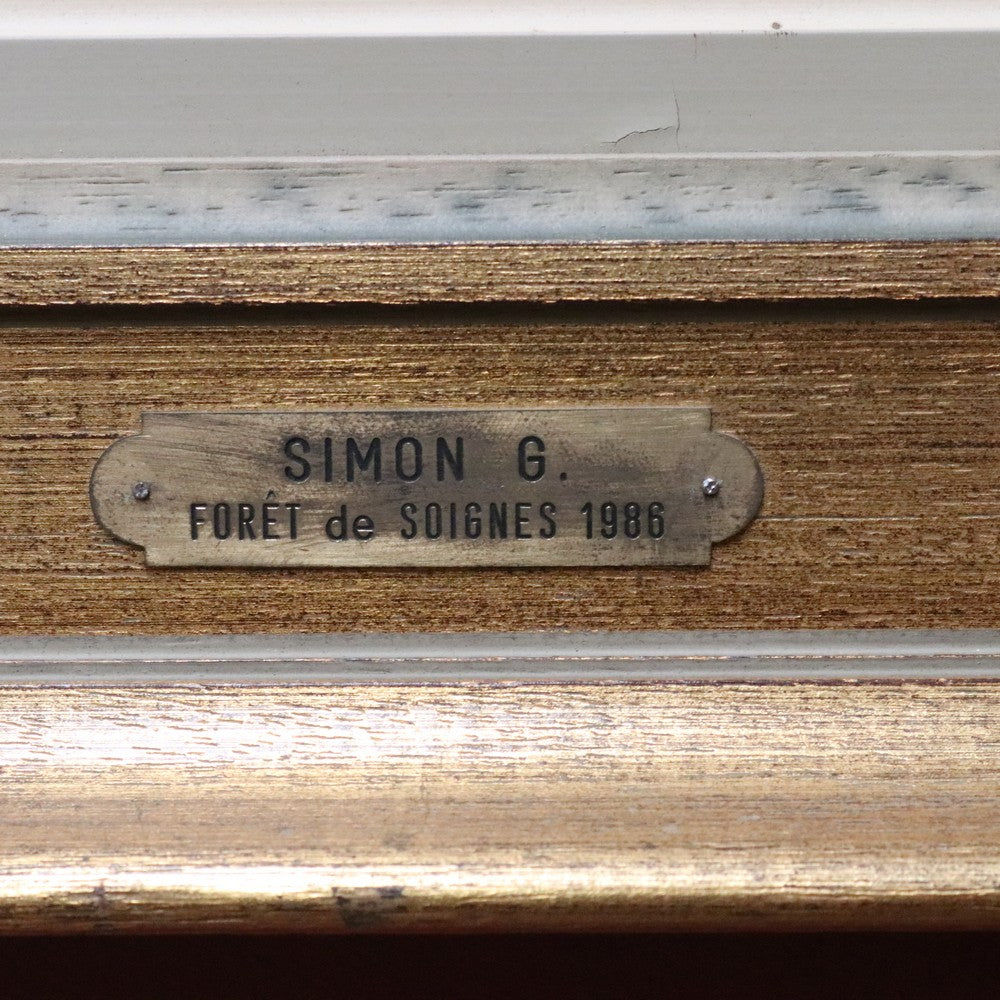 SIMON G.
FORÊT de SOIGNES 1986